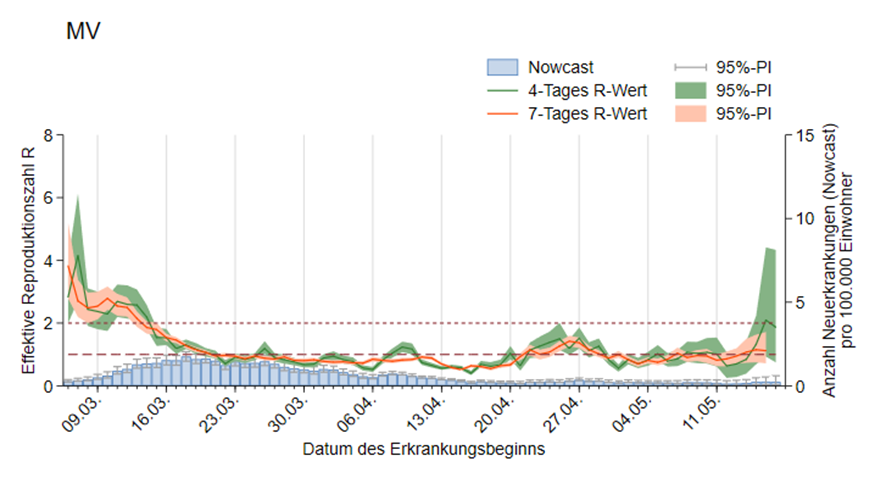 MV
Nowcast
95%-PI
4-Tages R-Wert
95%-PI
7-Tages R-Wert
95%-PI
Effektive Reproduktionszahl R
8
6
4
2
0
15
10
5
0
Anzahl Neuerkrankungen (Nowcast)
pro 100.000 Einwohner
09.03.
16.03.
23.03.
30.03.
06.04.
13.04.
20.04.
27.04.
04.05.
11.05.
Datum des Erkrankungsbeginns